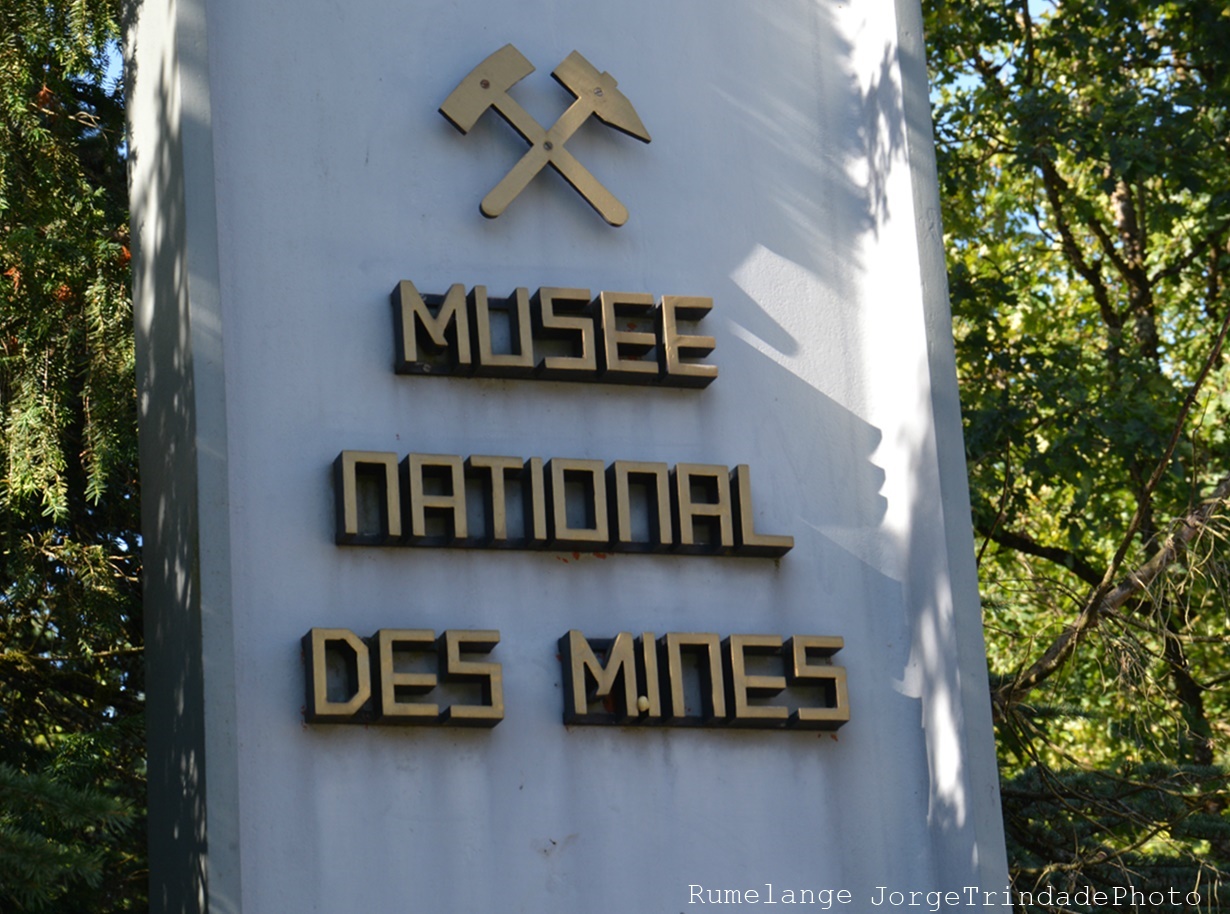 MUSEE
NATIONAL
DES MINES
Rumelange JorgeTrindadePhoto